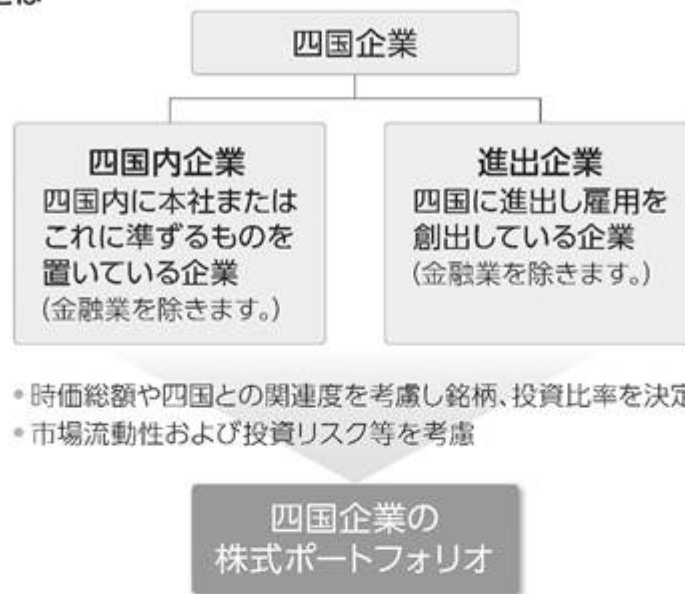 とは
四国企業
四国内企業
四国内に本社または
これに準ずるものを
置いている企業
(金融業を除きます。)
進出企業
四国に進出し雇用を
創出している企業
(金融業を除きます。)
•時価総額や四国との関連度を考慮し銘柄、投資比率を決定
•市場流動性および投資リスク等を考慮
四国企業の
株式ポートフォリオ